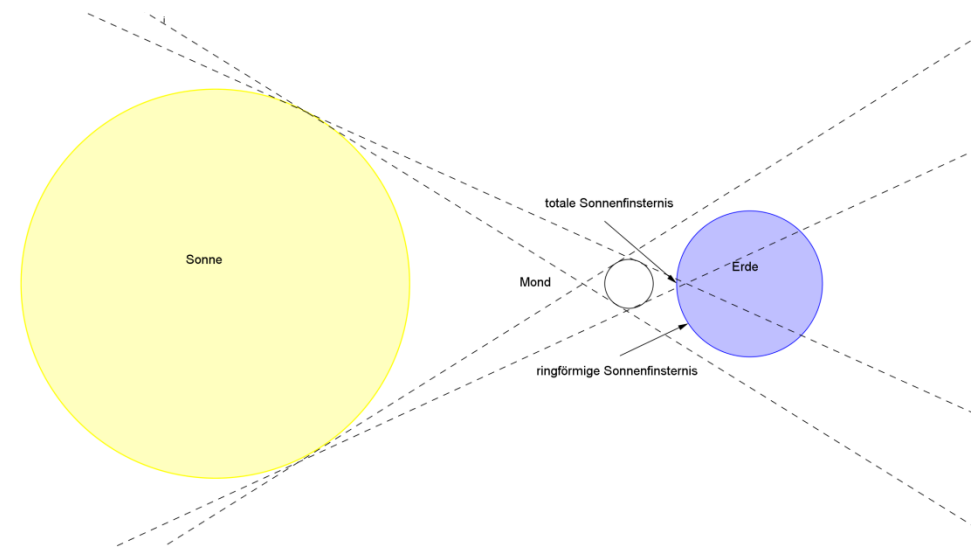 totale Sonnenfinsternis
Sonne
Erde
Mond
ringförmige Sonnenfinsternis